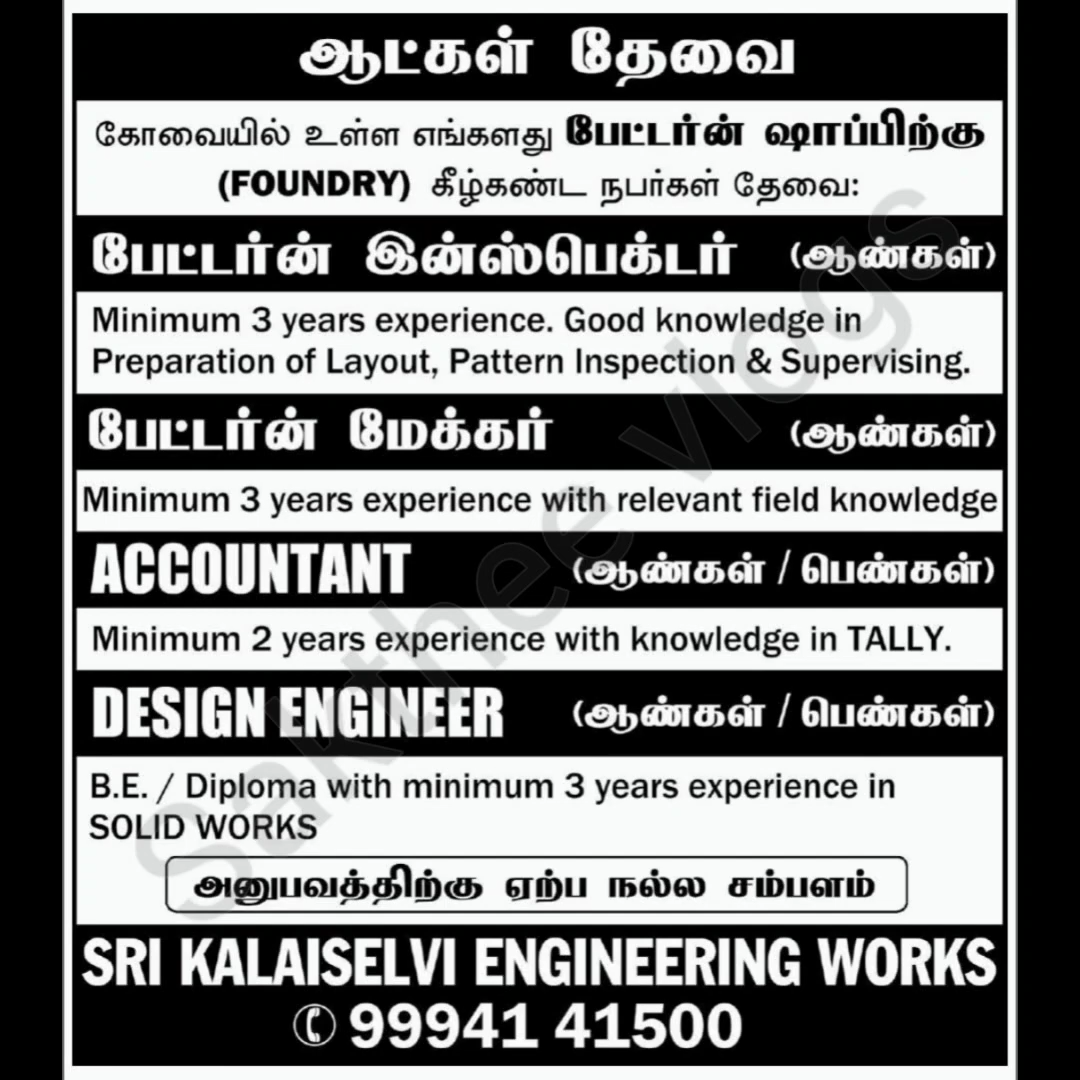 ஆட்கள் தேவை
கோவையில் உள்ள எங்களது பேட்டர்ன் ஷாப்பிற்கு
(FOUNDRY) கீழ்கண்ட நபர்கள் தேவை:
பேட்டர்ன் இன்ஸ்பெக்டர் (ஆண்கள்)
Minimum 3 years experience. Good knowledge in
Preparation of Layout, Pattern Inspection & Supervising.
பேட்டர்ன் மேக்கர் (ஆண்கள்)
Minimum 3 years experience with relevant field knowledge
ACCOUNTANT (ஆண்கள் / பெண்கள்)
Minimum 2 years experience with knowledge in TALLY.
DESIGN ENGINEER (ஆண்கள் / பெண்கள்)
B.E. / Diploma with minimum 3 years experience in
SOLID WORKS
அனுபவத்திற்கு ஏற்ப நல்ல சம்பளம்
SRI KALAISELVI ENGINEERING WORKS
99941 41500
Sakthee vlogs